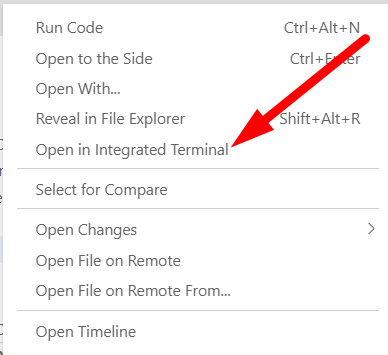 Run Code Ctrl+Alt+N
Open to the Side Ctrl+Enter
Open With...
Reveal in File Explorer Shift+Alt+R
Open in Integrated Terminal
Select for Compare
Open Changes
Open File on Remote
Open File on Remote From...
Open Timeline